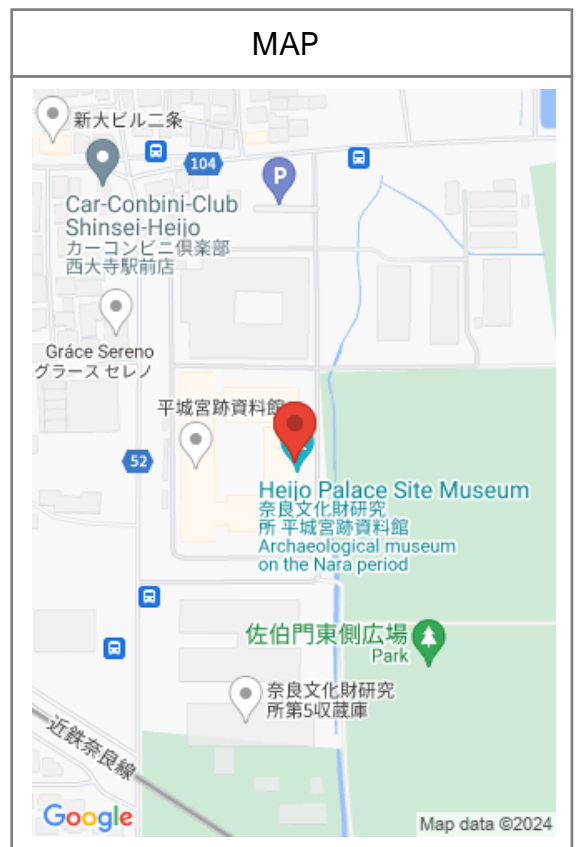 MAP
新大ビル二条
104
P
Car-Conbini-Club
Shinsei-Heijo
カーコンビニ倶楽部
西大寺駅前店
Gráce Sereno
グラース セレノ
平城宮跡資料館
52
Heijo Palace Site Museum
奈良文化財研究
所 平城宮跡資料館
Archaeological museum
on the Nara period
佐伯門東側広場
Park
奈良文化財研究
所第5収蔵庫
近鉄奈良線
Google
Map data ©2024